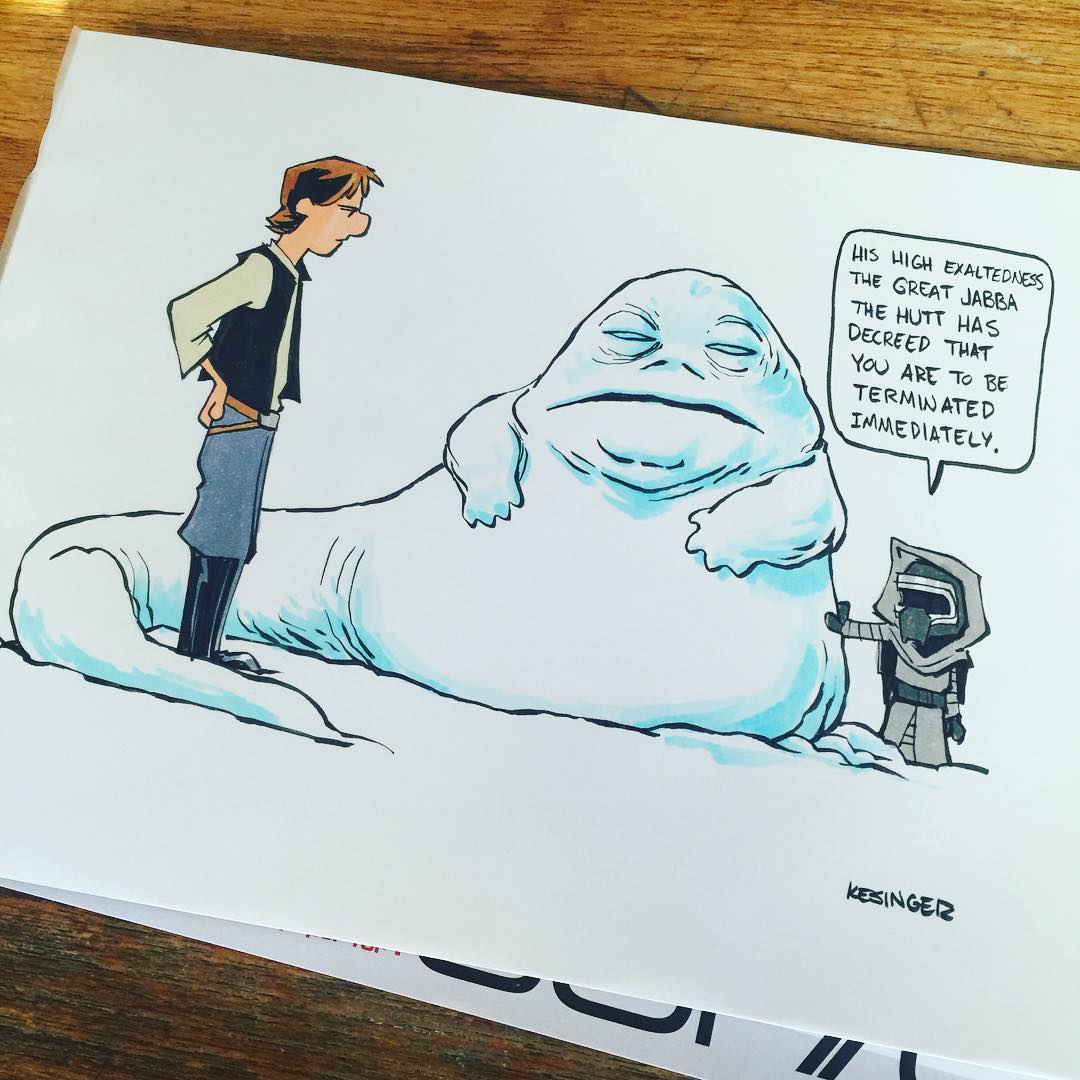 HIS HIGH EXALTEDNESS
THE GREAT JABBA
THE HUTT HAS
DECREED THAT
YOU ARE TO BE
TERMINATED
IMMEDIATELY.
KESINGER